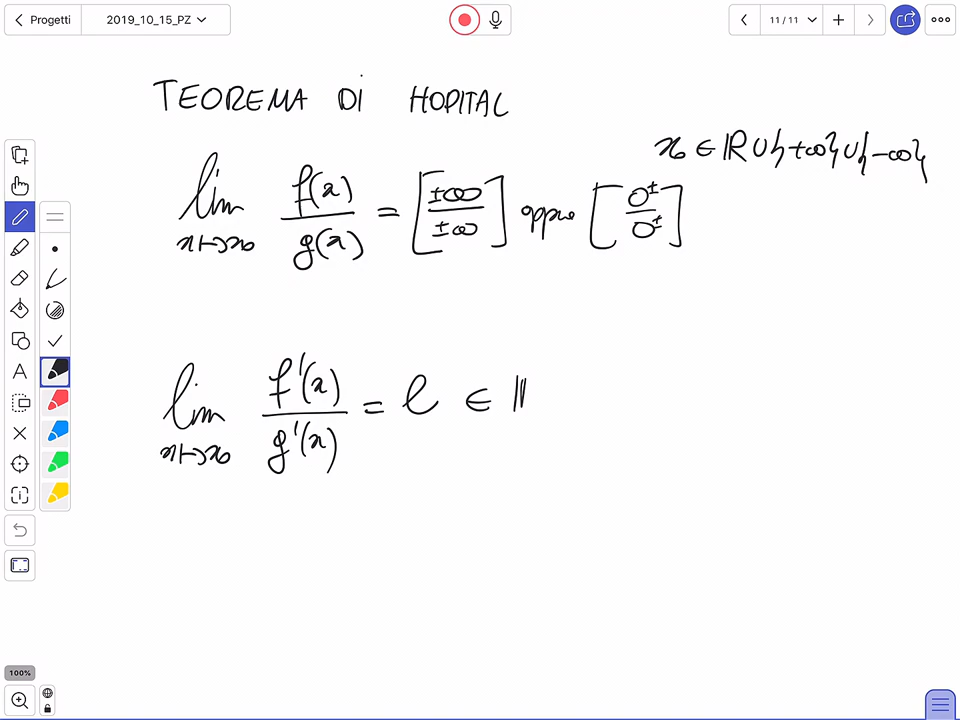 Progetti 2019_10_15_PZ 11 / 11
TEOREMA DI HOPITAL
x₀ ∈ ℝ ∪ {+∞} ∪ {-∞}
lim x→x₀ f(x)/g(x) = [±∞/±∞] oppure [0±/0±]
lim x→x₀ f'(x)/g'(x) = l ∈
A
100%